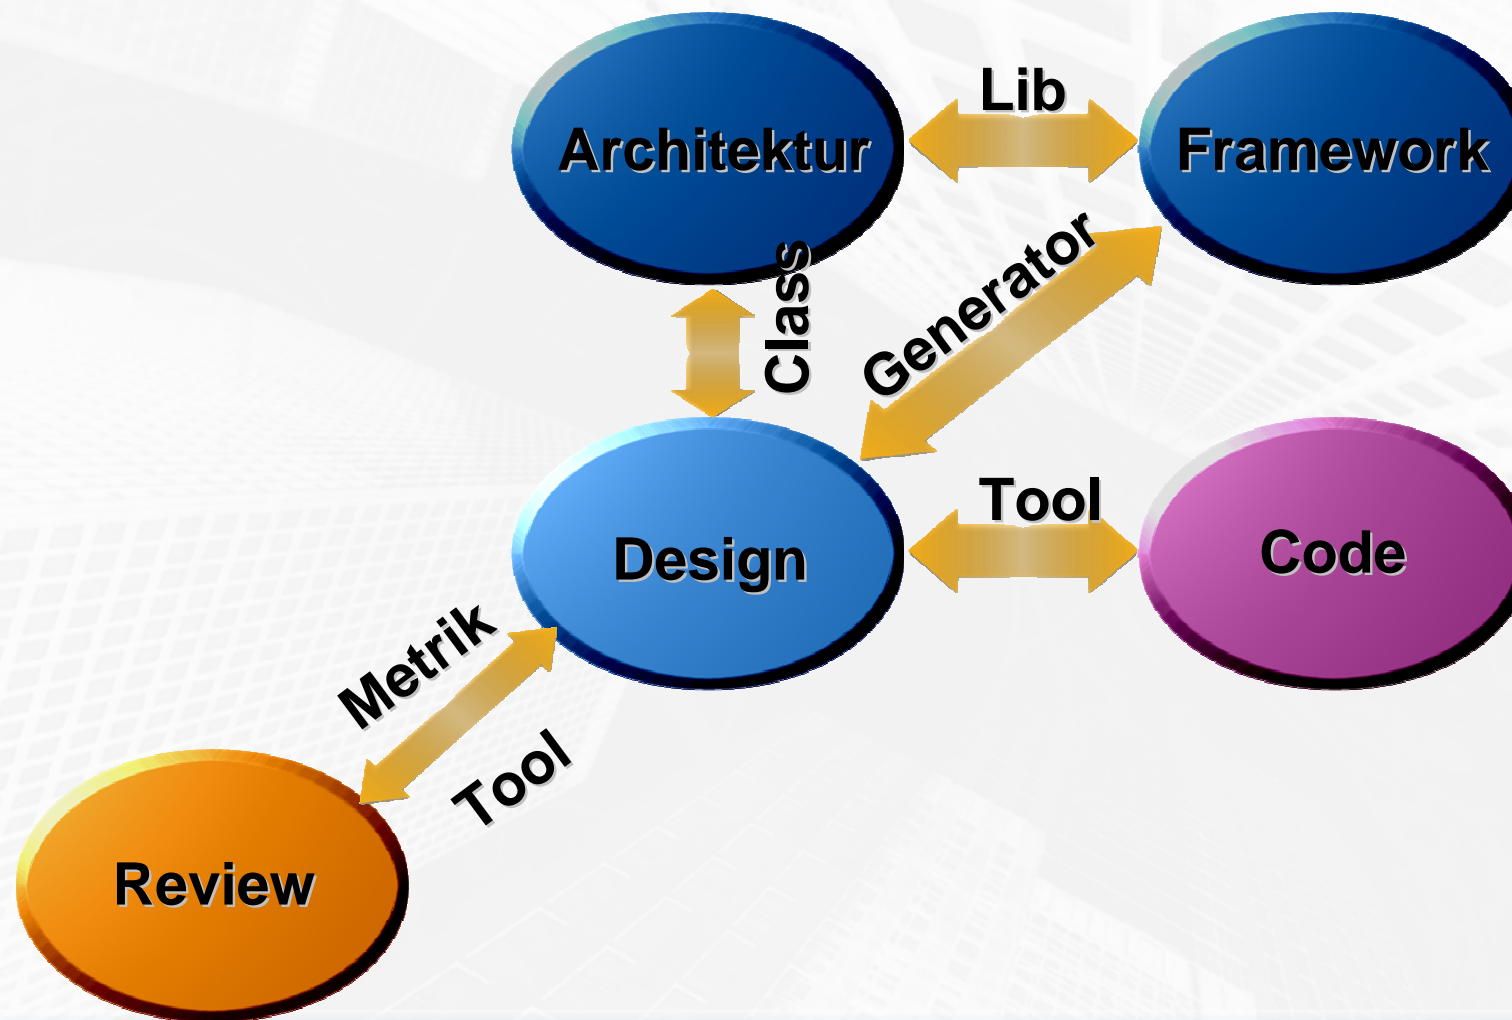 Architektur
Lib
Framework
Class
Generator
Design
Tool
Code
Metrik
Tool
Review